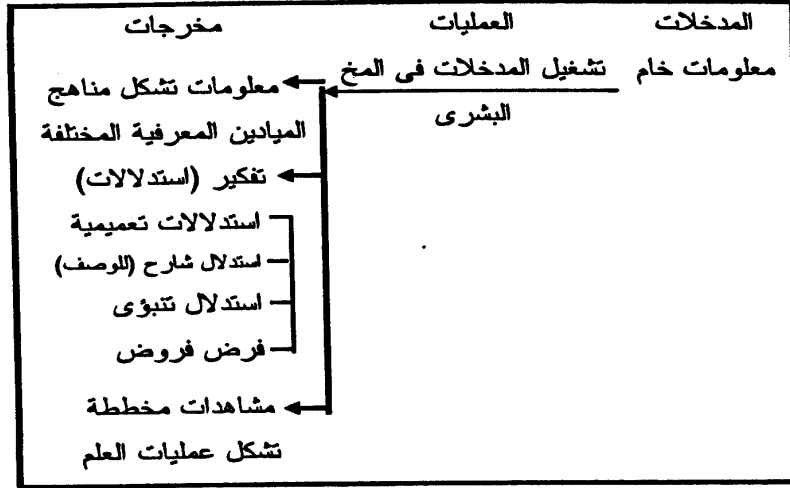 المدخلات العمليات مخرجات
معلومات خام تشغيل المدخلات فى المخ البشرى
معلومات تشكل مناهج
الميادين المعرفية المختلفة
تفكير (استدلالات)
استدلالات تعميمية
استدلال شارح (للوصف)
استدلال تنبؤى
فرض فروض
مشاهدات مخططة
تشكل عمليات العلم